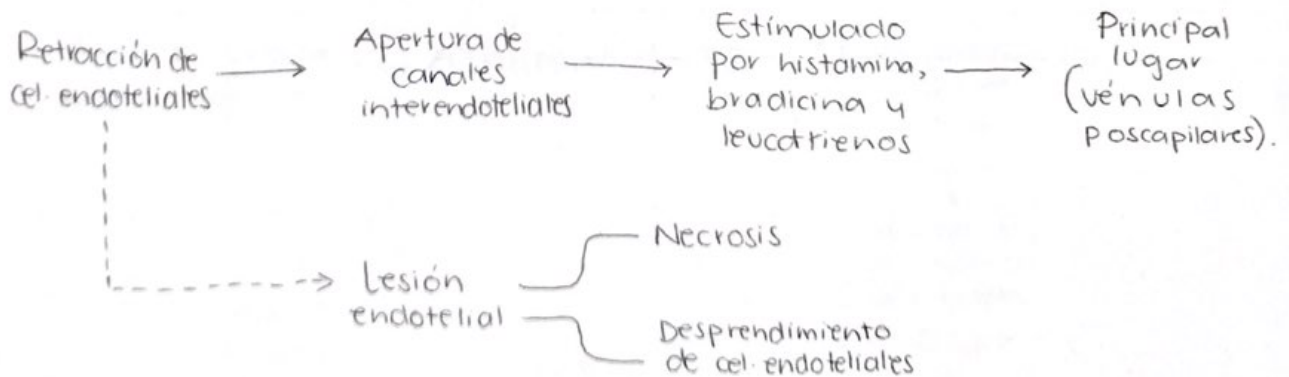 Retracción de
cel. endoteliales
Apertura de
canales
interendoteliales
Estimulado
por histamina,
bradicina y
leucotrienos
Principal
lugar
(vénulas
poscapilares).
Lesión
endotelial
Necrosis
Desprendimiento
de cel. endoteliales